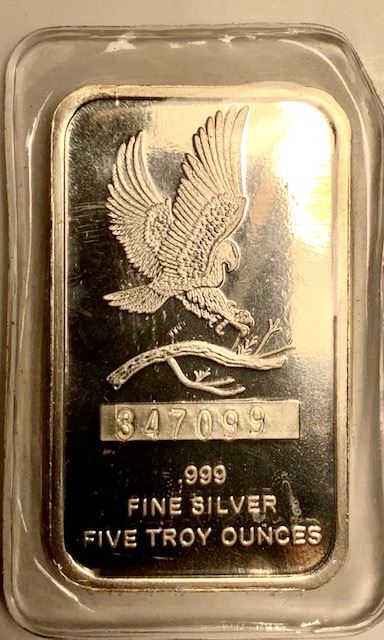 347099
.999
FINE SILVER
FIVE TROY OUNCES